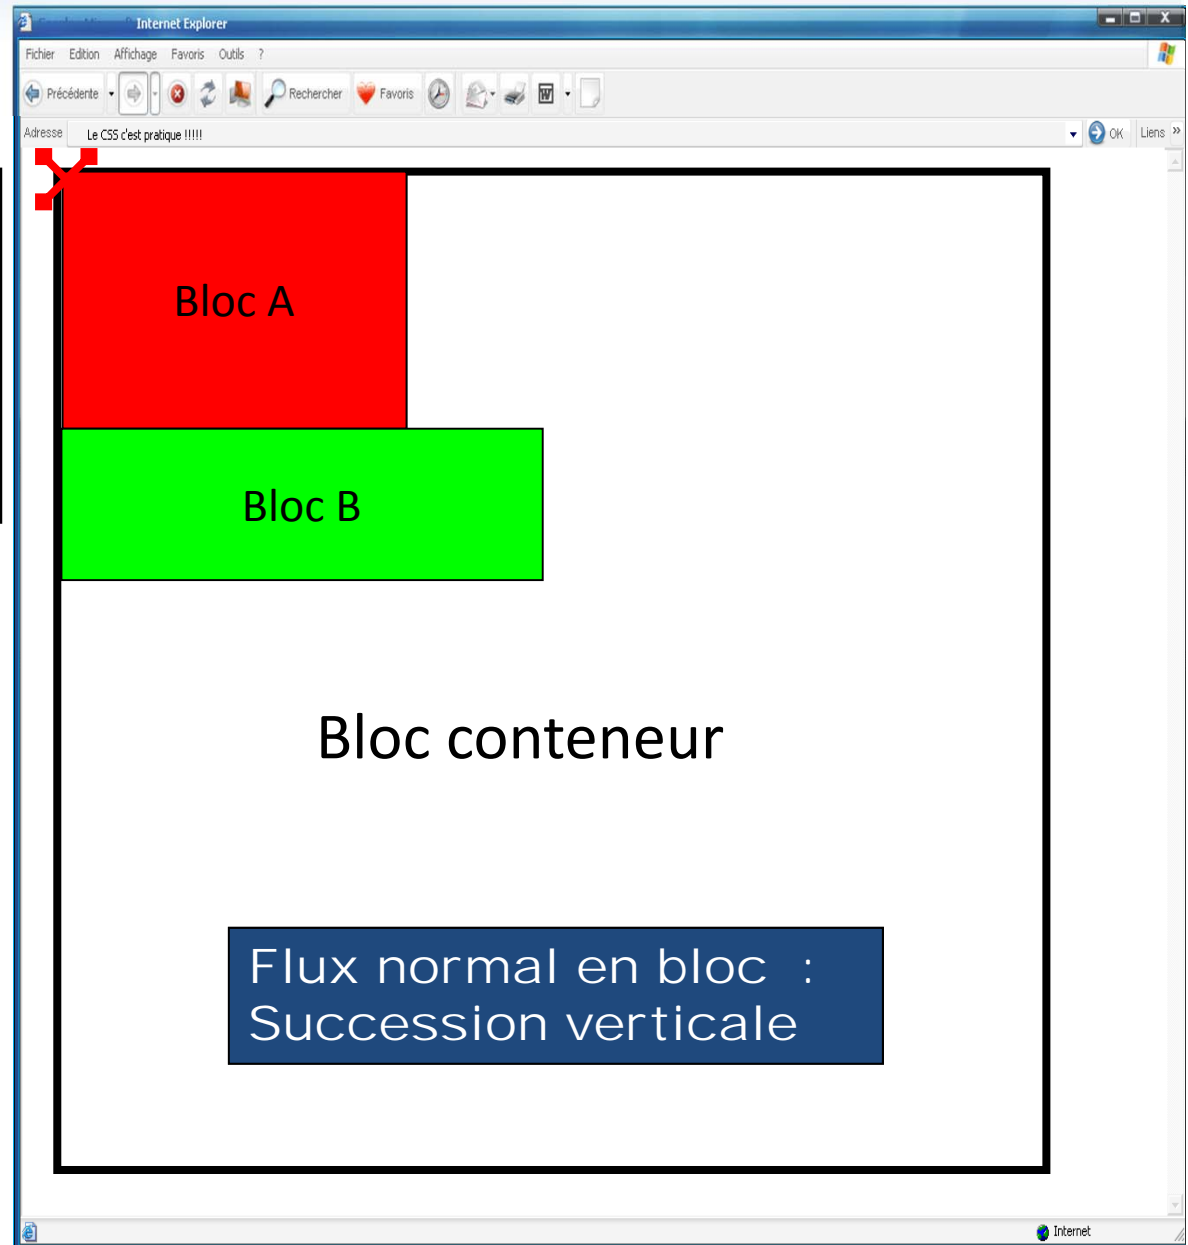 Internet Explorer
Fichier Edition Affichage Favoris Outils ?
Précédente Rechercher Favoris W
Adresse Le CSS c'est pratique !!!!! OK Liens »
Bloc A
Bloc B
Bloc conteneur
Flux normal en bloc :
Succession verticale
Internet